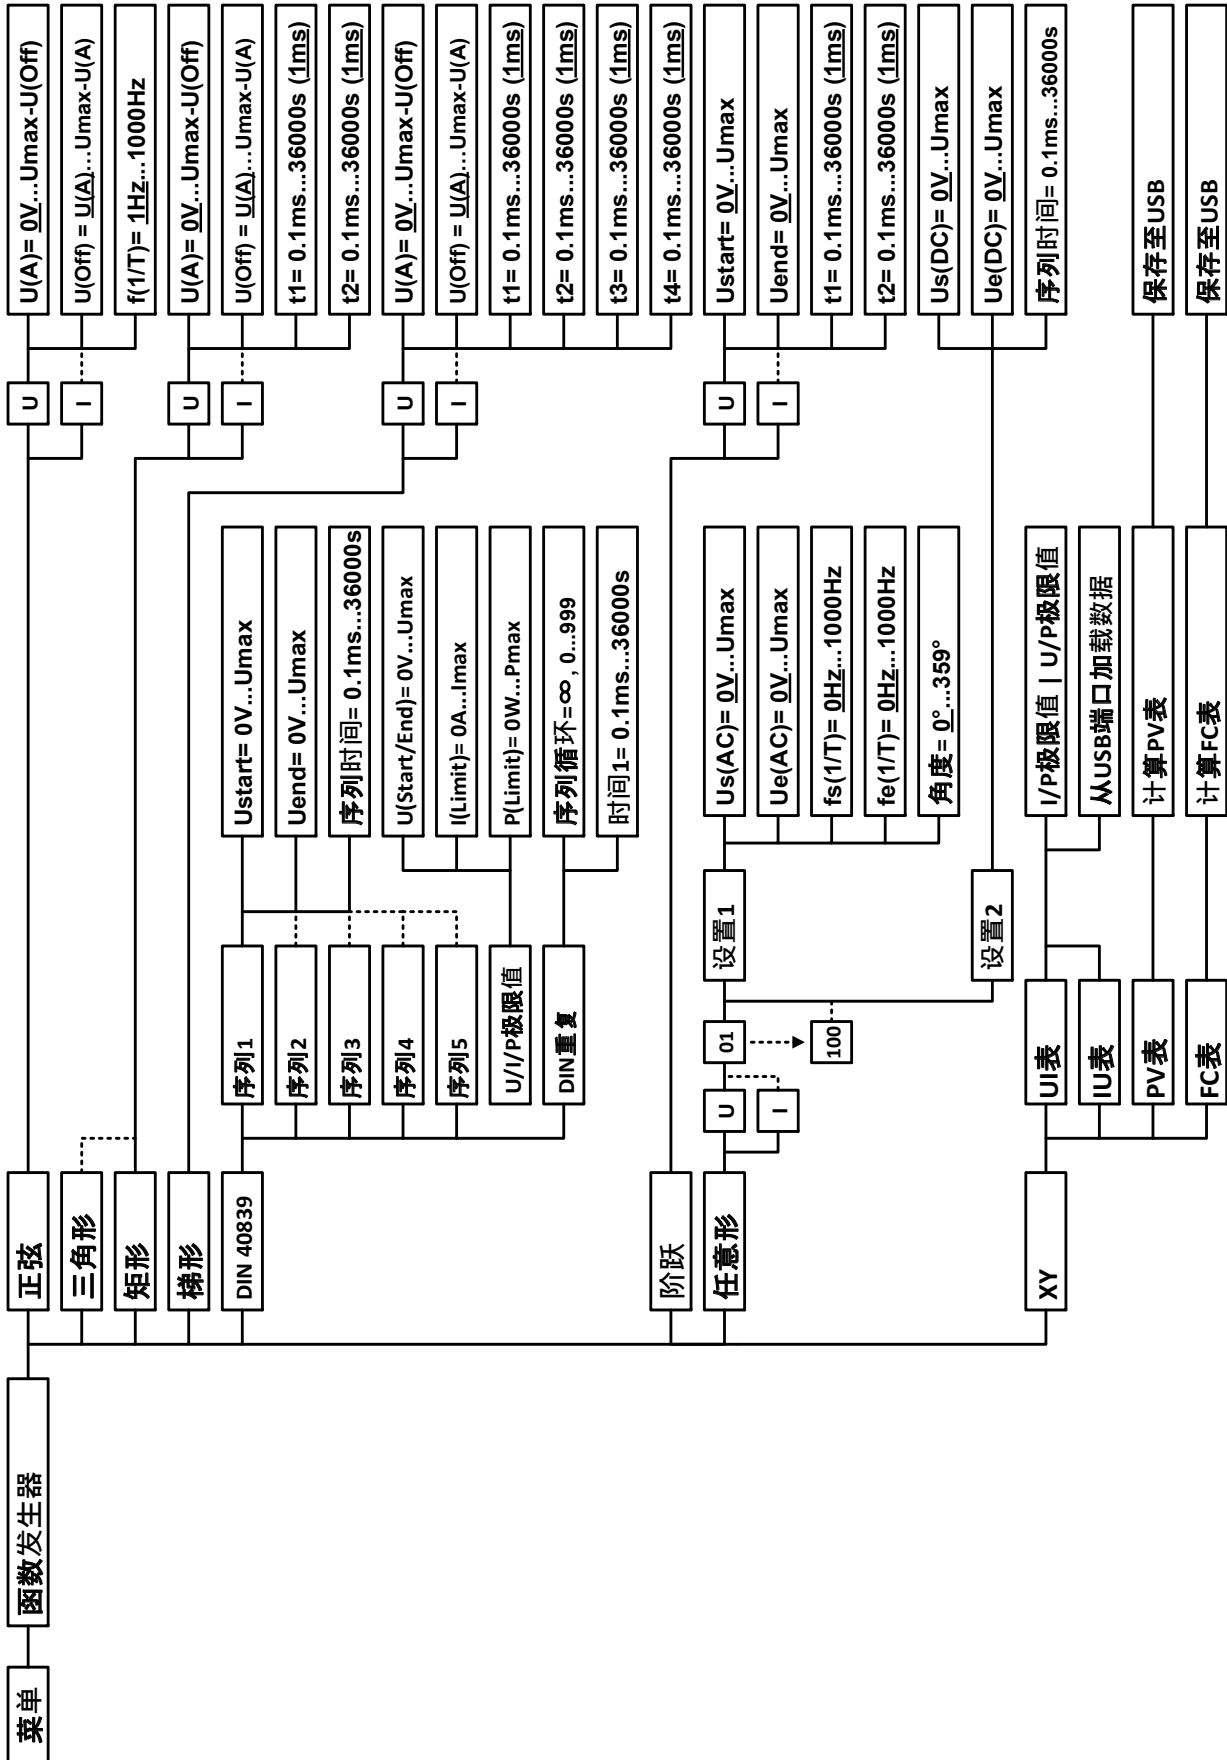 菜单
函数发生器
正弦
U
I
U(A)= 0V...Umax-U(Off)
U(Off) = U(A)...Umax-U(A)
f(1/T)= 1Hz...1000Hz
三角形
矩形
U
I
U(A)= 0V...Umax-U(Off)
U(Off) = U(A)...Umax-U(A)
t1= 0.1ms...36000s (1ms)
t2= 0.1ms...36000s (1ms)
梯形
U
I
U(A)= 0V...Umax-U(Off)
U(Off) = U(A)...Umax-U(A)
t1= 0.1ms...36000s (1ms)
t2= 0.1ms...36000s (1ms)
t3= 0.1ms...36000s (1ms)
t4= 0.1ms...36000s (1ms)
DIN 40839
序列1
序列2
序列3
序列4
序列5
U/I/P极限值
DIN重复
Ustart= 0V...Umax
Uend= 0V...Umax
序列时间= 0.1ms...36000s
U(Start/End)= 0V...Umax
I(Limit)= 0A...Imax
P(Limit)= 0W...Pmax
序列循环=∞, 0...999
时间1= 0.1ms...36000s
阶跃
U
I
Ustart= 0V...Umax
Uend= 0V...Umax
t1= 0.1ms...36000s (1ms)
t2= 0.1ms...36000s (1ms)
任意形
U
I
01
100
设置1
Us(AC)= 0V...Umax
Ue(AC)= 0V...Umax
fs(1/T)= 0Hz...1000Hz
fe(1/T)= 0Hz...1000Hz
角度= 0°...359°
设置2
Us(DC)= 0V...Umax
Ue(DC)= 0V...Umax
序列时间= 0.1ms...36000s
XY
UI表
IU表
I/P极限值 | U/P极限值
从USB端口加载数据
PV表
计算PV表
保存至USB
FC表
计算FC表
保存至USB